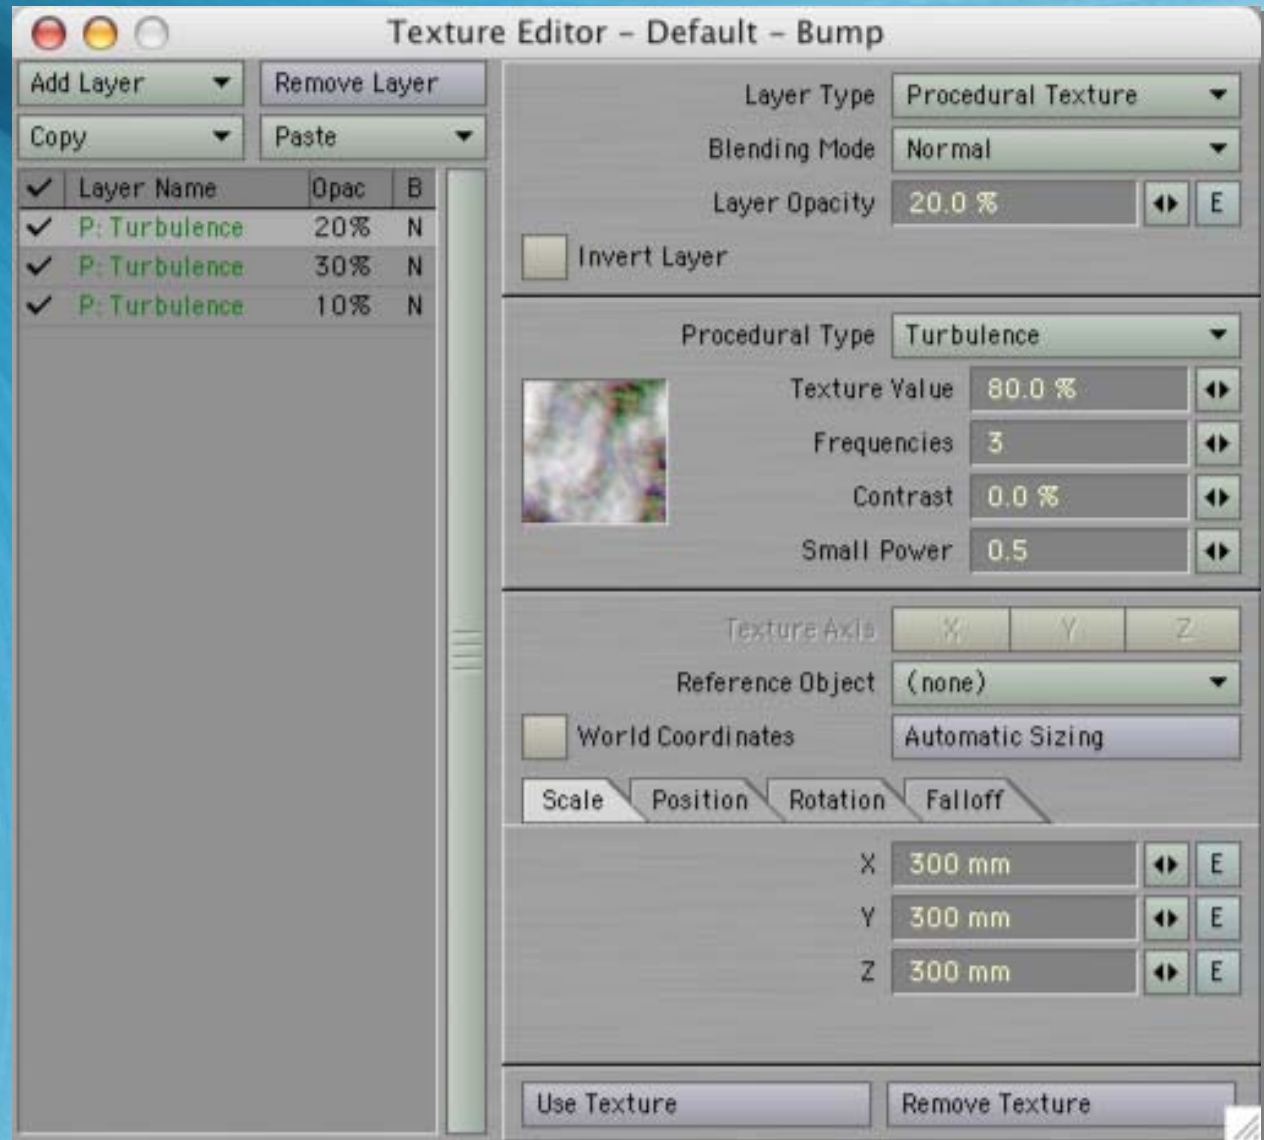 Texture Editor – Default – Bump
Add Layer
Remove Layer
Copy
Paste
Layer Name Opac B
P: Turbulence 20% N
P: Turbulence 30% N
P: Turbulence 10% N
Layer Type Procedural Texture
Blending Mode Normal
Layer Opacity 20.0 % E
Invert Layer
Procedural Type Turbulence
Texture Value 80.0 %
Frequencies 3
Contrast 0.0 %
Small Power 0.5
Texture Axis X Y Z
Reference Object (none)
World Coordinates Automatic Sizing
Scale Position Rotation Falloff
X 300 mm E
Y 300 mm E
Z 300 mm E
Use Texture Remove Texture